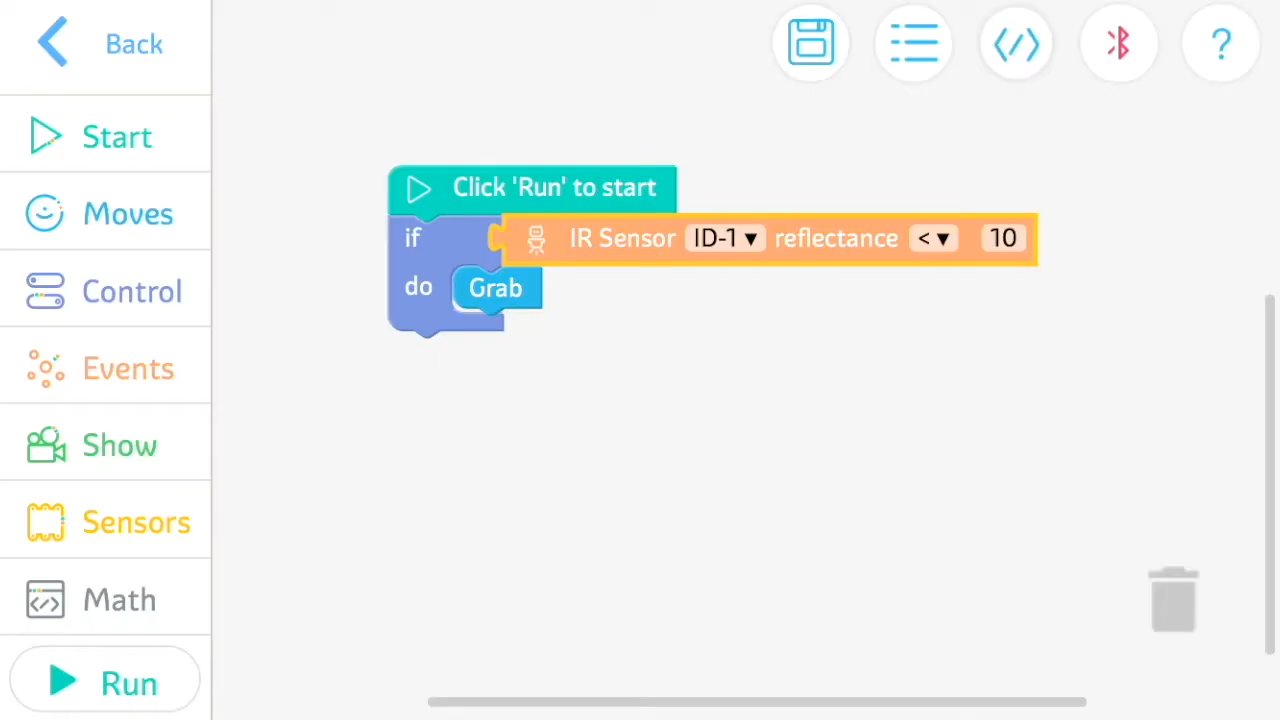 Back
?
Start
Moves
Control
Events
Show
Sensors
Math
Run
Click 'Run' to start
if IR Sensor ID-1 ▾ reflectance < ▾ 10
do Grab